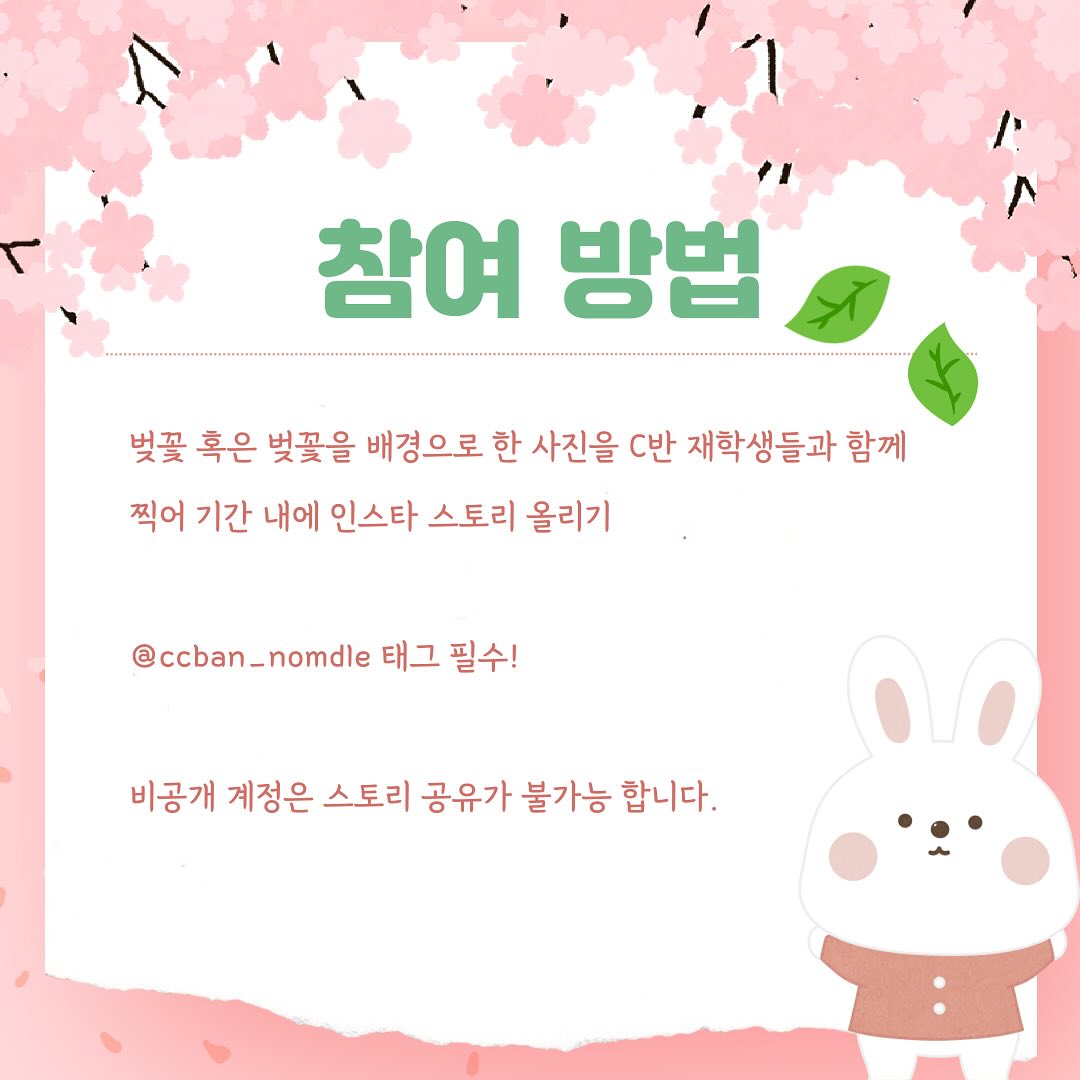 참여 방법
벚꽃 혹은 벚꽃을 배경으로 한 사진을 C반 재학생들과 함께
찍어 기간 내에 인스타 스토리 올리기
@ccban_nomdle 태그 필수!
비공개 계정은 스토리 공유가 불가능 합니다.